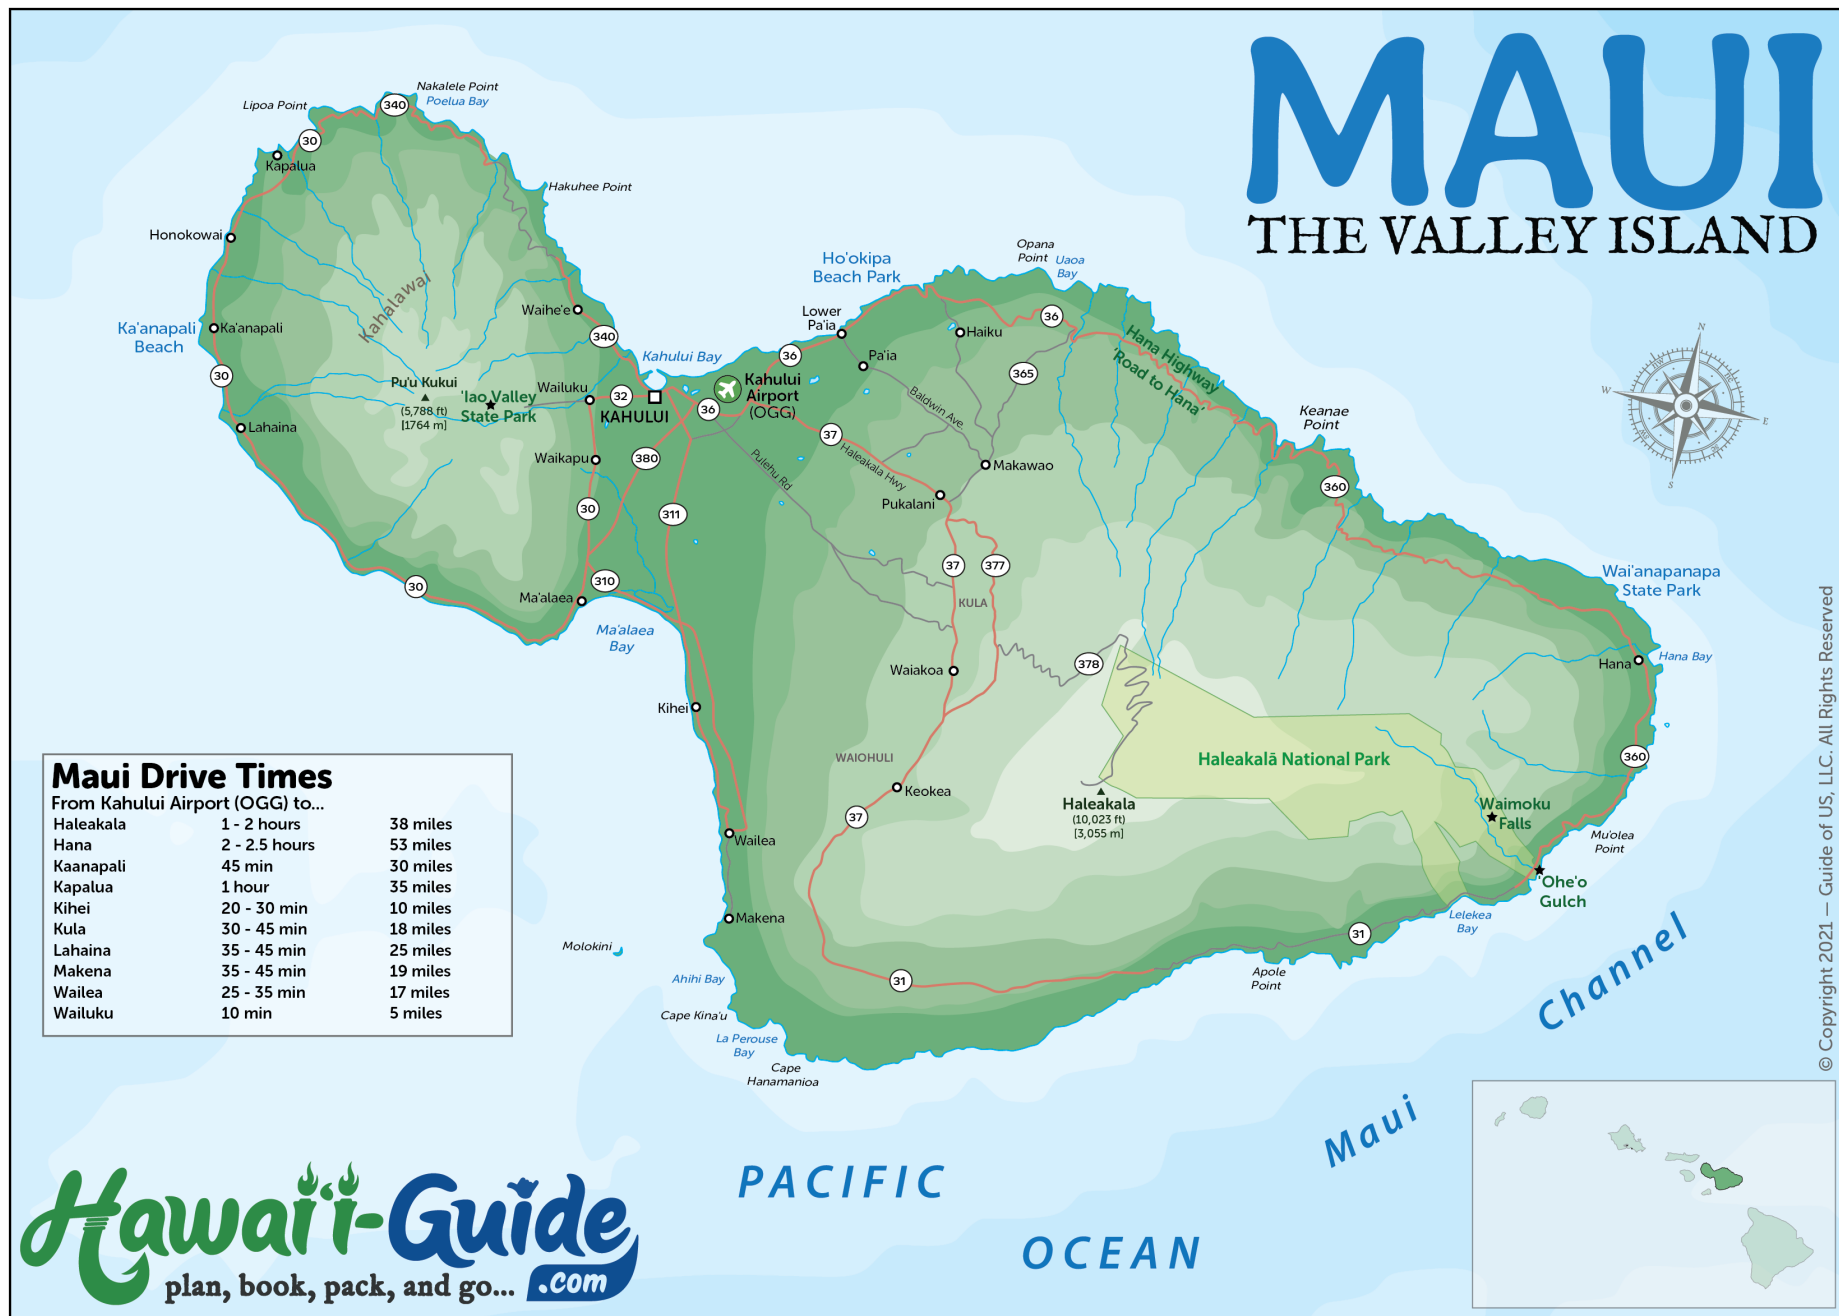 MAUI
THE VALLEY ISLAND
Nakalele Point
Poelua Bay
Lipoa Point
340
30
Kapalua
Hakuhee Point
Honokowai
Opana
Point
Uaoa
Bay
Ho'okipa
Beach Park
Kahalawai
Waihe'e
Lower
Pa'ia
36
Haiku
Ka'anapali
Beach
Ka'anapali
340
Kahului Bay
36
Pa'ia
365
Hana Highway
'Road to Hana'
N
W
E
S
30
Pu'u Kukui
(5,788 ft)
[1764 m]
'Iao Valley
State Park
Wailuku
32
KAHULUI
36
Kahului
Airport
(OGG)
Baldwin Ave.
Keanae
Point
Lahaina
37
Haleakala Hwy
Pulehu Rd
Waikapu
380
Makawao
Pukalani
360
30
311
37
377
30
310
Ma'alaea
Ma'alaea
Bay
KULA
Wai'anapanapa
State Park
Waiakoa
378
Hana
Hana Bay
Kihei
WAIOHULI
Haleakalā National Park
360
Keokea
Haleakala
(10,023 ft)
[3,055 m]
Waimoku
Falls
37
Wailea
Mu'olea
Point
'Ohe'o
Gulch
Makena
Lelekea
Bay
31
Molokini
Ahihi Bay
31
Apole
Point
Cape Kina'u
La Perouse
Bay
Cape
Hanamanioa
Maui Drive Times
From Kahului Airport (OGG) to...
Haleakala 1 - 2 hours 38 miles
Hana 2 - 2.5 hours 53 miles
Kaanapali 45 min 30 miles
Kapalua 1 hour 35 miles
Kihei 20 - 30 min 10 miles
Kula 30 - 45 min 18 miles
Lahaina 35 - 45 min 25 miles
Makena 35 - 45 min 19 miles
Wailea 25 - 35 min 17 miles
Wailuku 10 min 5 miles
Maui Channel
PACIFIC
OCEAN
© Copyright 2021 — Guide of US, LLC. All Rights Reserved
Hawai'i-Guide
.com
plan, book, pack, and go...